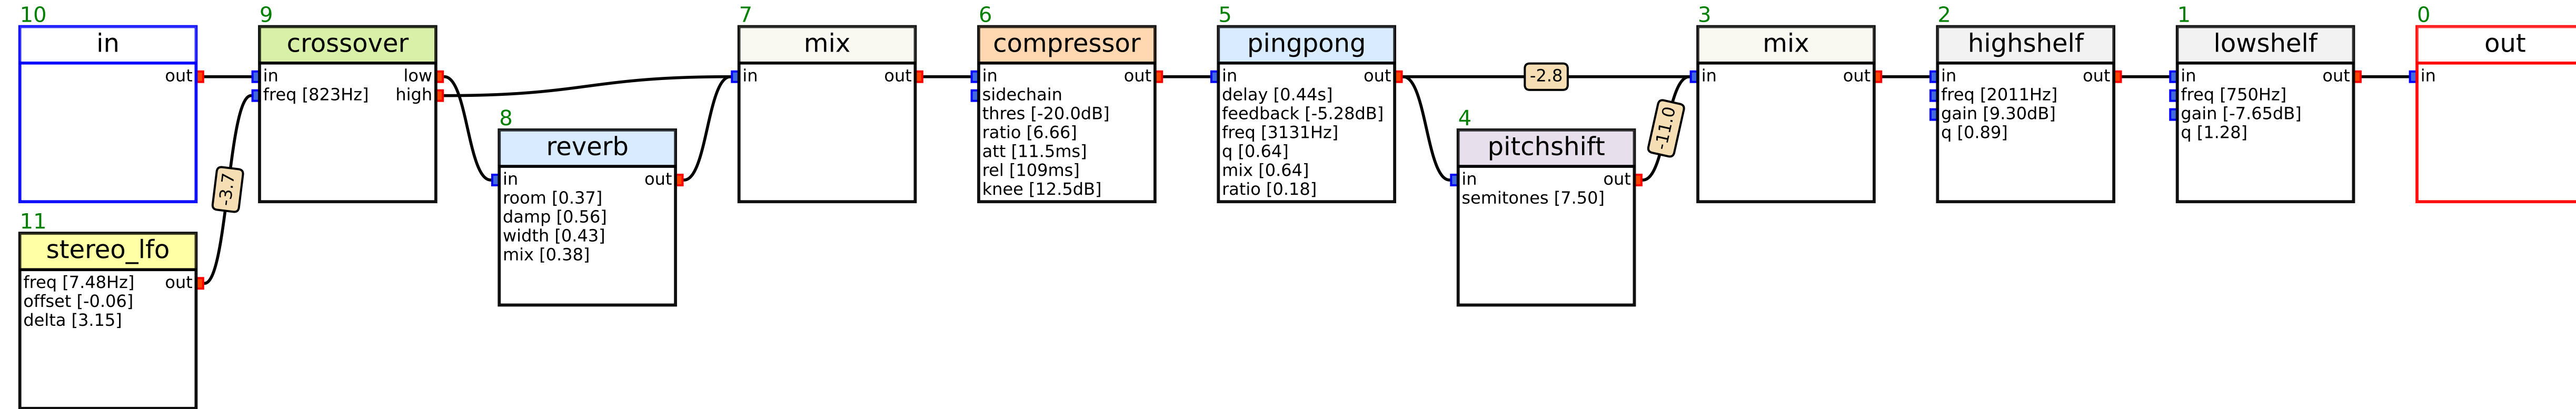 10
in
out
9
crossover
in
low
freq [823Hz]
high
7
mix
in
out
6
compressor
in
out
sidechain
thres [-20.0dB]
ratio [6.66]
att [11.5ms]
rel [109ms]
knee [12.5dB]
5
pingpong
in
out
delay [0.44s]
feedback [-5.28dB]
freq [3131Hz]
q [0.64]
mix [0.64]
ratio [0.18]
-2.8
3
mix
in
out
2
highshelf
in
out
freq [2011Hz]
gain [9.30dB]
q [0.89]
1
lowshelf
in
out
freq [750Hz]
gain [-7.65dB]
q [1.28]
0
out
in
8
reverb
in
out
room [0.37]
damp [0.56]
width [0.43]
mix [0.38]
4
pitchshift
in
out
semitones [7.50]
-11.0
-3.7
11
stereo_lfo
freq [7.48Hz]
out
offset [-0.06]
delta [3.15]